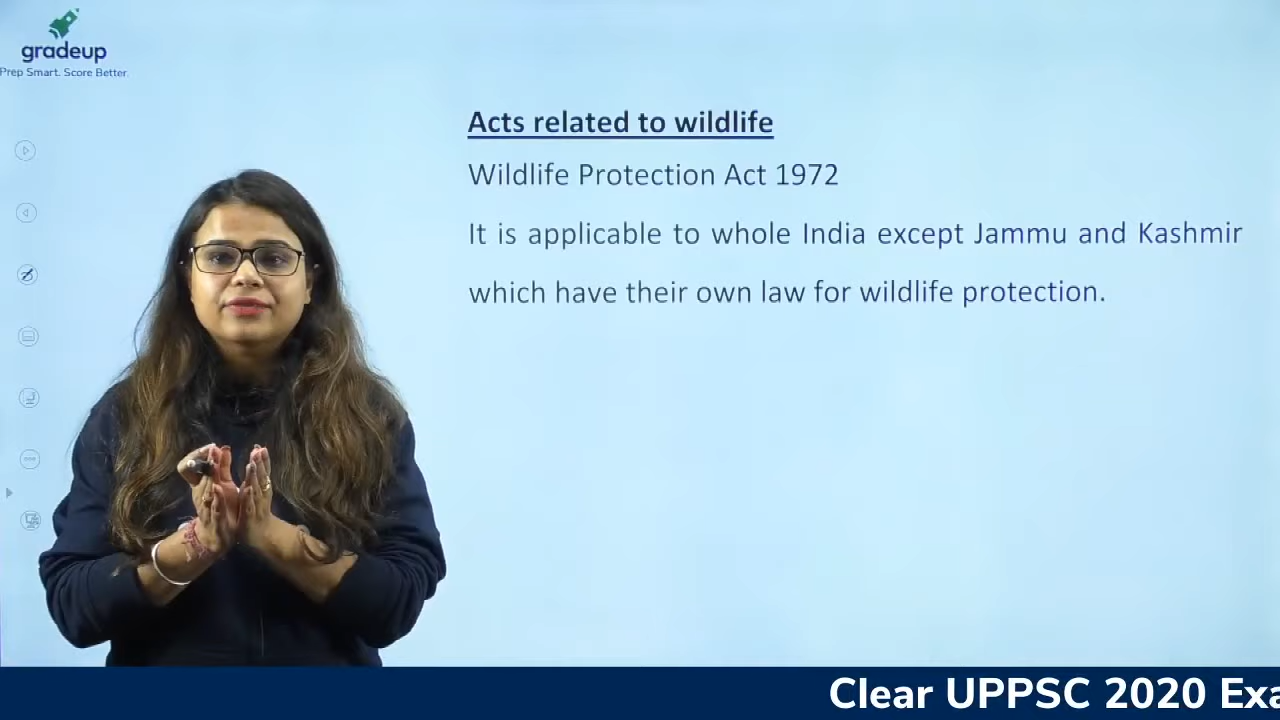 gradeup
Prep Smart. Score Better.
Acts related to wildlife
Wildlife Protection Act 1972
It is applicable to whole India except Jammu and Kashmir
which have their own law for wildlife protection.
Clear UPPSC 2020 Exa